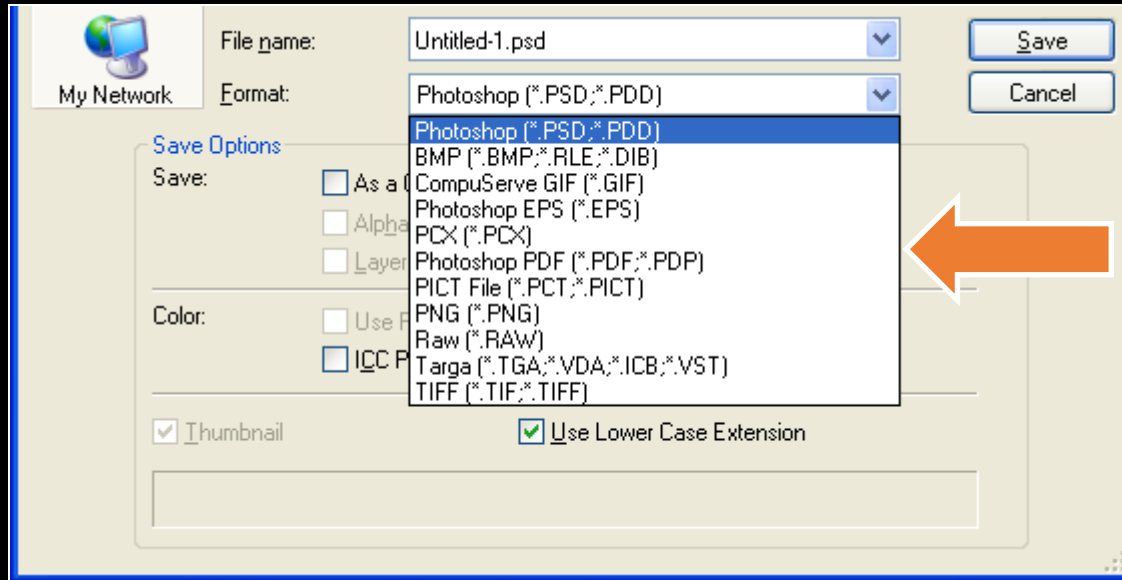 File name:
Untitled-1.psd
Save
My Network
Format:
Photoshop (*.PSD;*.PDD)
Cancel
Photoshop (*.PSD;*.PDD)
BMP (*.BMP;*.RLE;*.DIB)
CompuServe GIF (*.GIF)
Photoshop EPS (*.EPS)
PCX (*.PCX)
Photoshop PDF (*.PDF;*.PDP)
PICT File (*.PCT;*.PICT)
PNG (*.PNG)
Raw (*.RAW)
Targa (*.TGA;*.VDA;*.ICB;*.VST)
TIFF (*.TIF;*.TIFF)
Save Options
Save:
As a
Color:
Thumbnail
Use Lower Case Extension